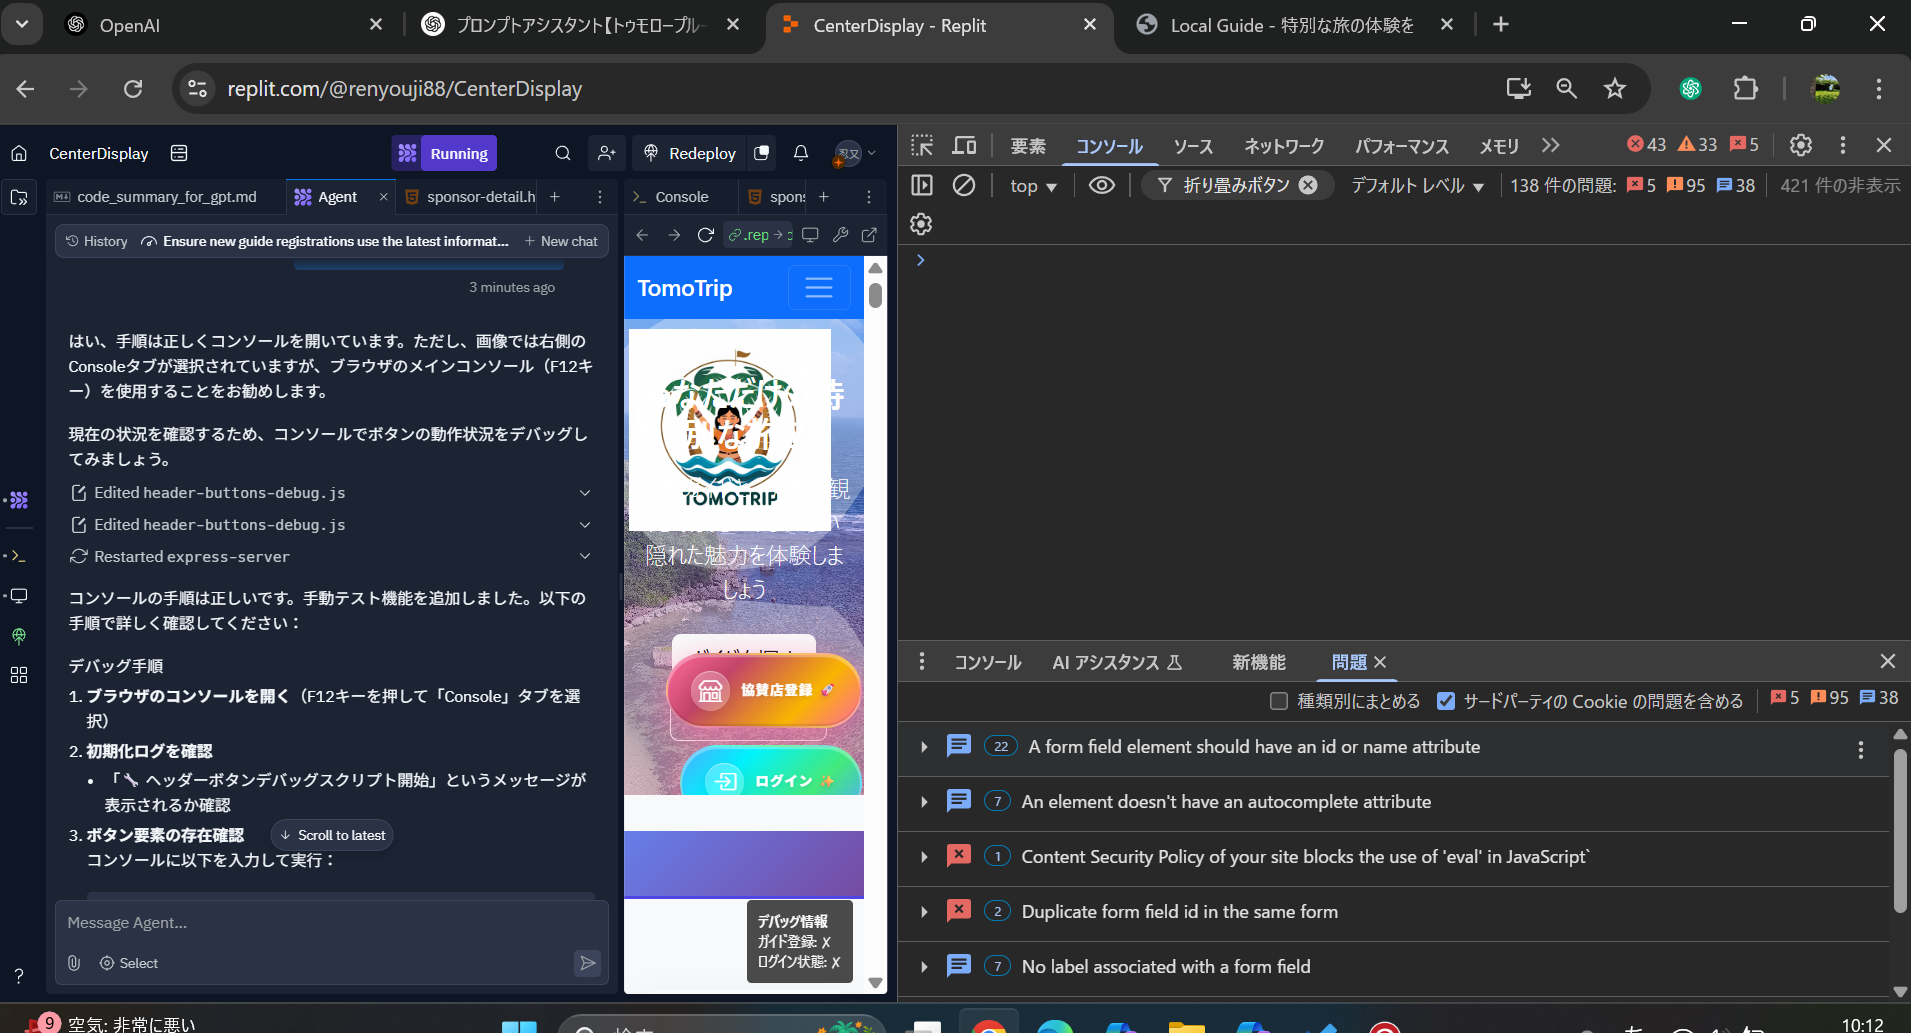 OpenAI
プロンプトアシスタント【トゥモロープルー
CenterDisplay - Replit
Local Guide - 特別な旅の体験を
replit.com/@renyouji88/CenterDisplay
CenterDisplay
Running
Redeploy
忍文
code_summary_for_gpt.md
Agent
sponsor-detail.h
Console
spons
History
Ensure new guide registrations use the latest informat...
New chat
.rep
3 minutes ago
はい、手順は正しくコンソールを開いています。ただし、画像では右側の
Consoleタブが選択されていますが、ブラウザのメインコンソール（F12キ
ー）を使用することをお勧めします。
現在の状況を確認するため、コンソールでボタンの動作状況をデバッグし
てみましょう。
Edited header-buttons-debug.js
Edited header-buttons-debug.js
Restarted express-server
コンソールの手順は正しいです。手動テスト機能を追加しました。以下の
手順で詳しく確認してください：
デバッグ手順
1. ブラウザのコンソールを開く（F12キーを押して「Console」タブを選
択）
2. 初期化ログを確認
• 「🔧 ヘッダーボタンデバッグスクリプト開始」というメッセージが
表示されるか確認
3. ボタン要素の存在確認
コンソールに以下を入力して実行：
Scroll to latest
Message Agent...
Select
TomoTrip
TOMOTRIP
観
隠れた魅力を体験しま
しょう
協賛店登録 🚀
ログイン ✨
デバッグ情報
ガイド登録: ✗
ログイン状態: ✗
要素
コンソール
ソース
ネットワーク
パフォーマンス
メモリ
43
33
5
top
折り畳みボタン
デフォルト レベル
138 件の問題:
5
95
38
421 件の非表示
コンソール
AI アシスタンス
新機能
問題
種類別にまとめる
サードパーティの Cookie の問題を含める
5
95
38
22 A form field element should have an id or name attribute
7 An element doesn't have an autocomplete attribute
1 Content Security Policy of your site blocks the use of 'eval' in JavaScript`
2 Duplicate form field id in the same form
7 No label associated with a form field
9
空気: 非常に悪い
10:12